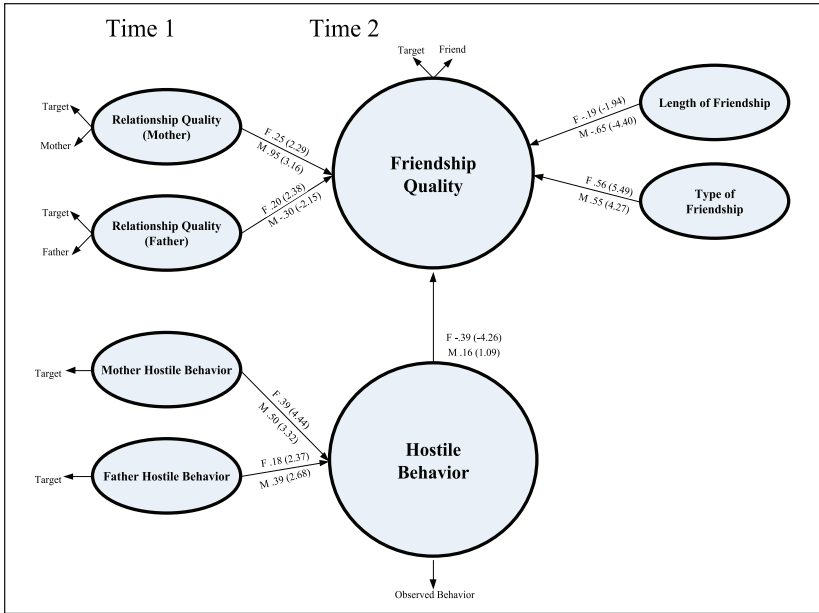 Time 1
Time 2
Target
Friend
Target
Mother
Relationship Quality
(Mother)
F .25 (2.29)
M .95 (3.16)
Target
Father
Relationship Quality
(Father)
F .20 (2.38)
M -.30 (-2.15)
Friendship
Quality
Length of Friendship
F -.19 (-1.94)
M -.65 (-4.40)
Type of
Friendship
F .56 (5.49)
M .55 (4.27)
F -.39 (-4.26)
M .16 (1.09)
Target
Mother Hostile Behavior
F .39 (4.44)
M .50 (3.32)
Target
Father Hostile Behavior
F .18 (2.37)
M .39 (2.68)
Hostile
Behavior
Observed Behavior